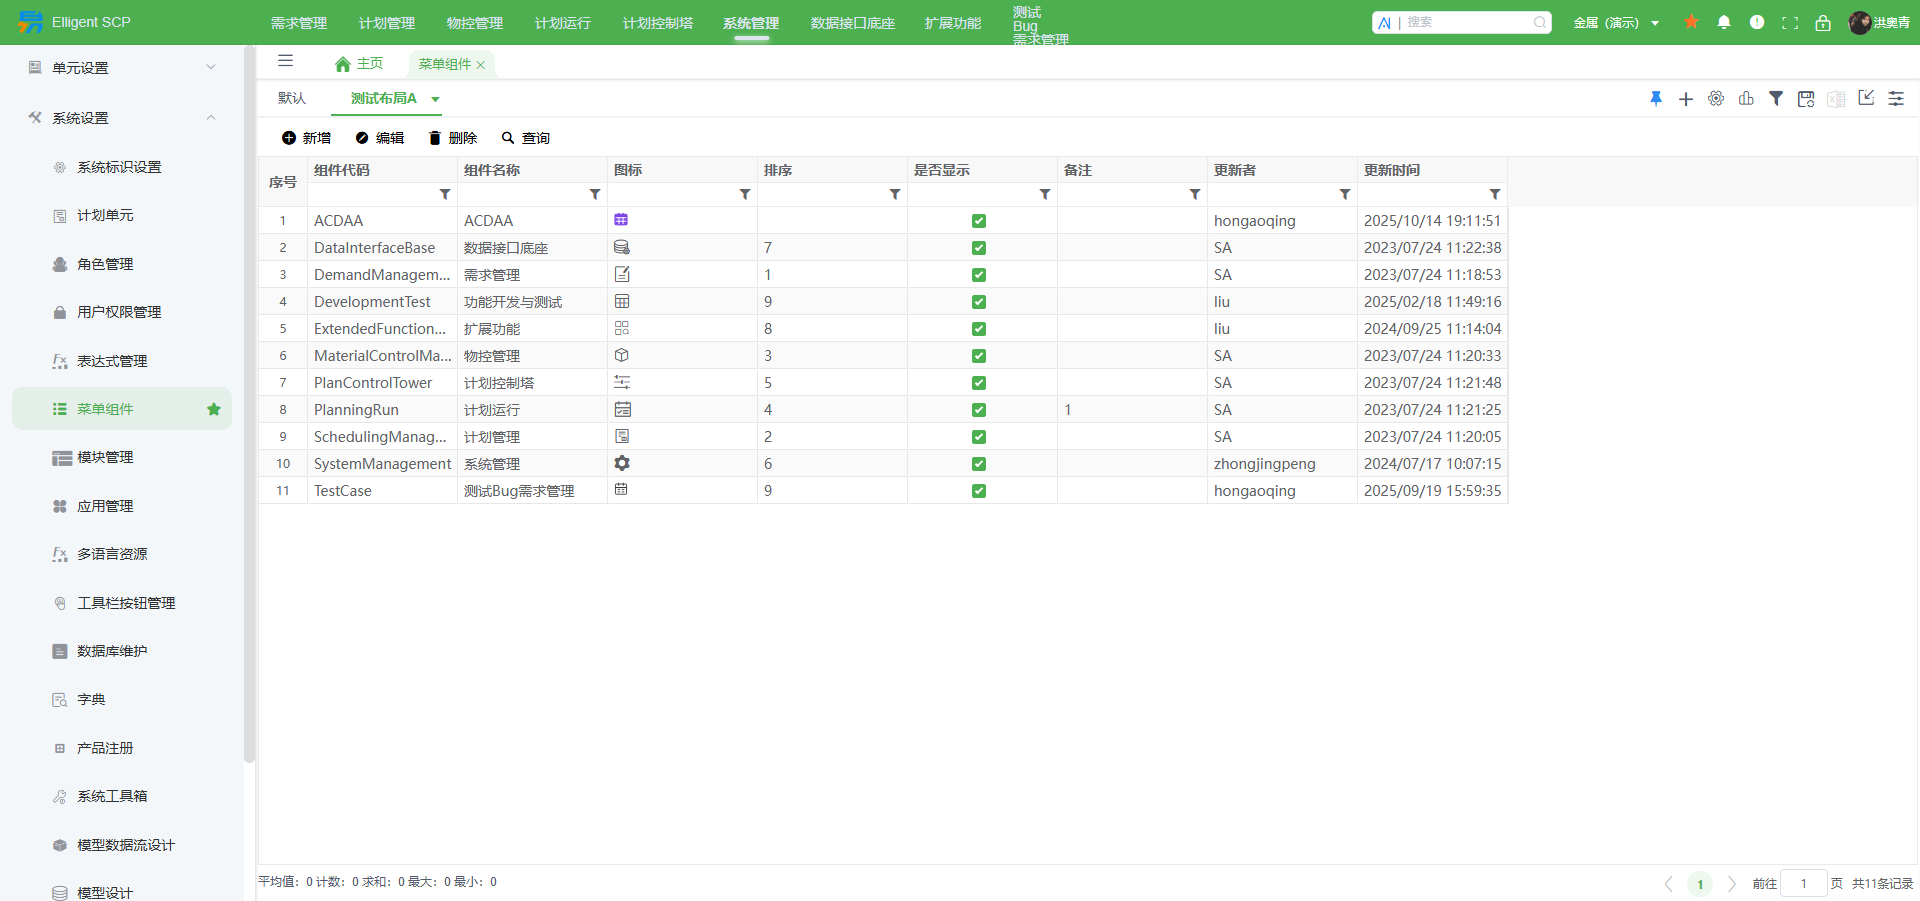 Elligent SCP
需求管理 计划管理 物控管理 计划运行 计划控制塔 系统管理 数据接口底座 扩展功能
测试
Bug
需求管理
AI | 搜索
金属（演示）
洪奥青
单元设置
系统设置
系统标识设置
计划单元
角色管理
用户权限管理
表达式管理
菜单组件
模块管理
应用管理
多语言资源
工具栏按钮管理
数据库维护
字典
产品注册
系统工具箱
模型数据流设计
模型设计
主页 菜单组件
默认 测试布局A
新增 编辑 删除 查询
序号 组件代码 组件名称 图标 排序 是否显示 备注 更新者 更新时间
1 ACDAA ACDAA hongaoqing 2025/10/14 19:11:51
2 DataInterfaceBase 数据接口底座 7 SA 2023/07/24 11:22:38
3 DemandManagem... 需求管理 1 SA 2023/07/24 11:18:53
4 DevelopmentTest 功能开发与测试 9 liu 2025/02/18 11:49:16
5 ExtendedFunction... 扩展功能 8 liu 2024/09/25 11:14:04
6 MaterialControlMa... 物控管理 3 SA 2023/07/24 11:20:33
7 PlanControlTower 计划控制塔 5 SA 2023/07/24 11:21:48
8 PlanningRun 计划运行 4 1 SA 2023/07/24 11:21:25
9 SchedulingManag... 计划管理 2 SA 2023/07/24 11:20:05
10 SystemManagement 系统管理 6 zhongjingpeng 2024/07/17 10:07:15
11 TestCase 测试Bug需求管理 9 hongaoqing 2025/09/19 15:59:35
平均值：0 计数：0 求和：0 最大：0 最小：0
1 前往 1 页 共11条记录